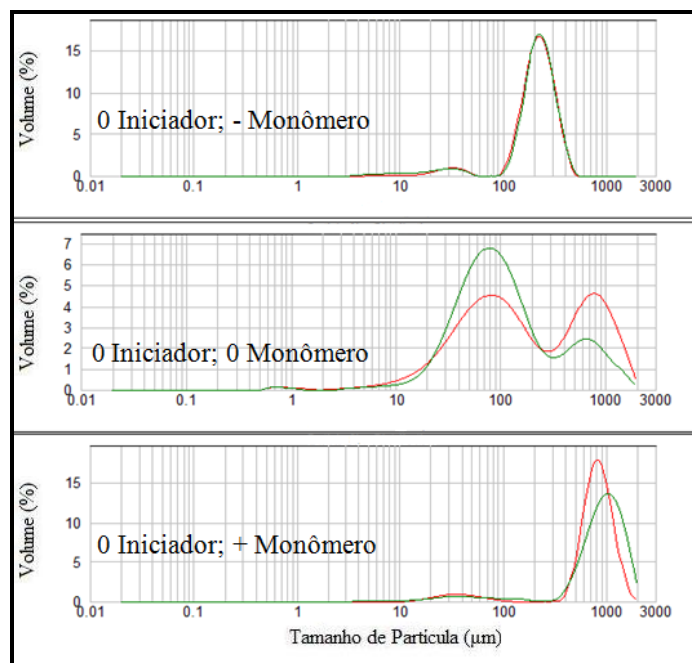 Volume (%)
15
10
5
0
0 Iniciador; - Monômero
0.01 0.1 1 10 100 1000 3000
Volume (%)
7
6
5
4
3
2
1
0
0 Iniciador; 0 Monômero
0.01 0.1 1 10 100 1000 3000
Volume (%)
15
10
5
0
0 Iniciador; + Monômero
0.01 0.1 1 10 100 1000 3000
Tamanho de Partícula (µm)